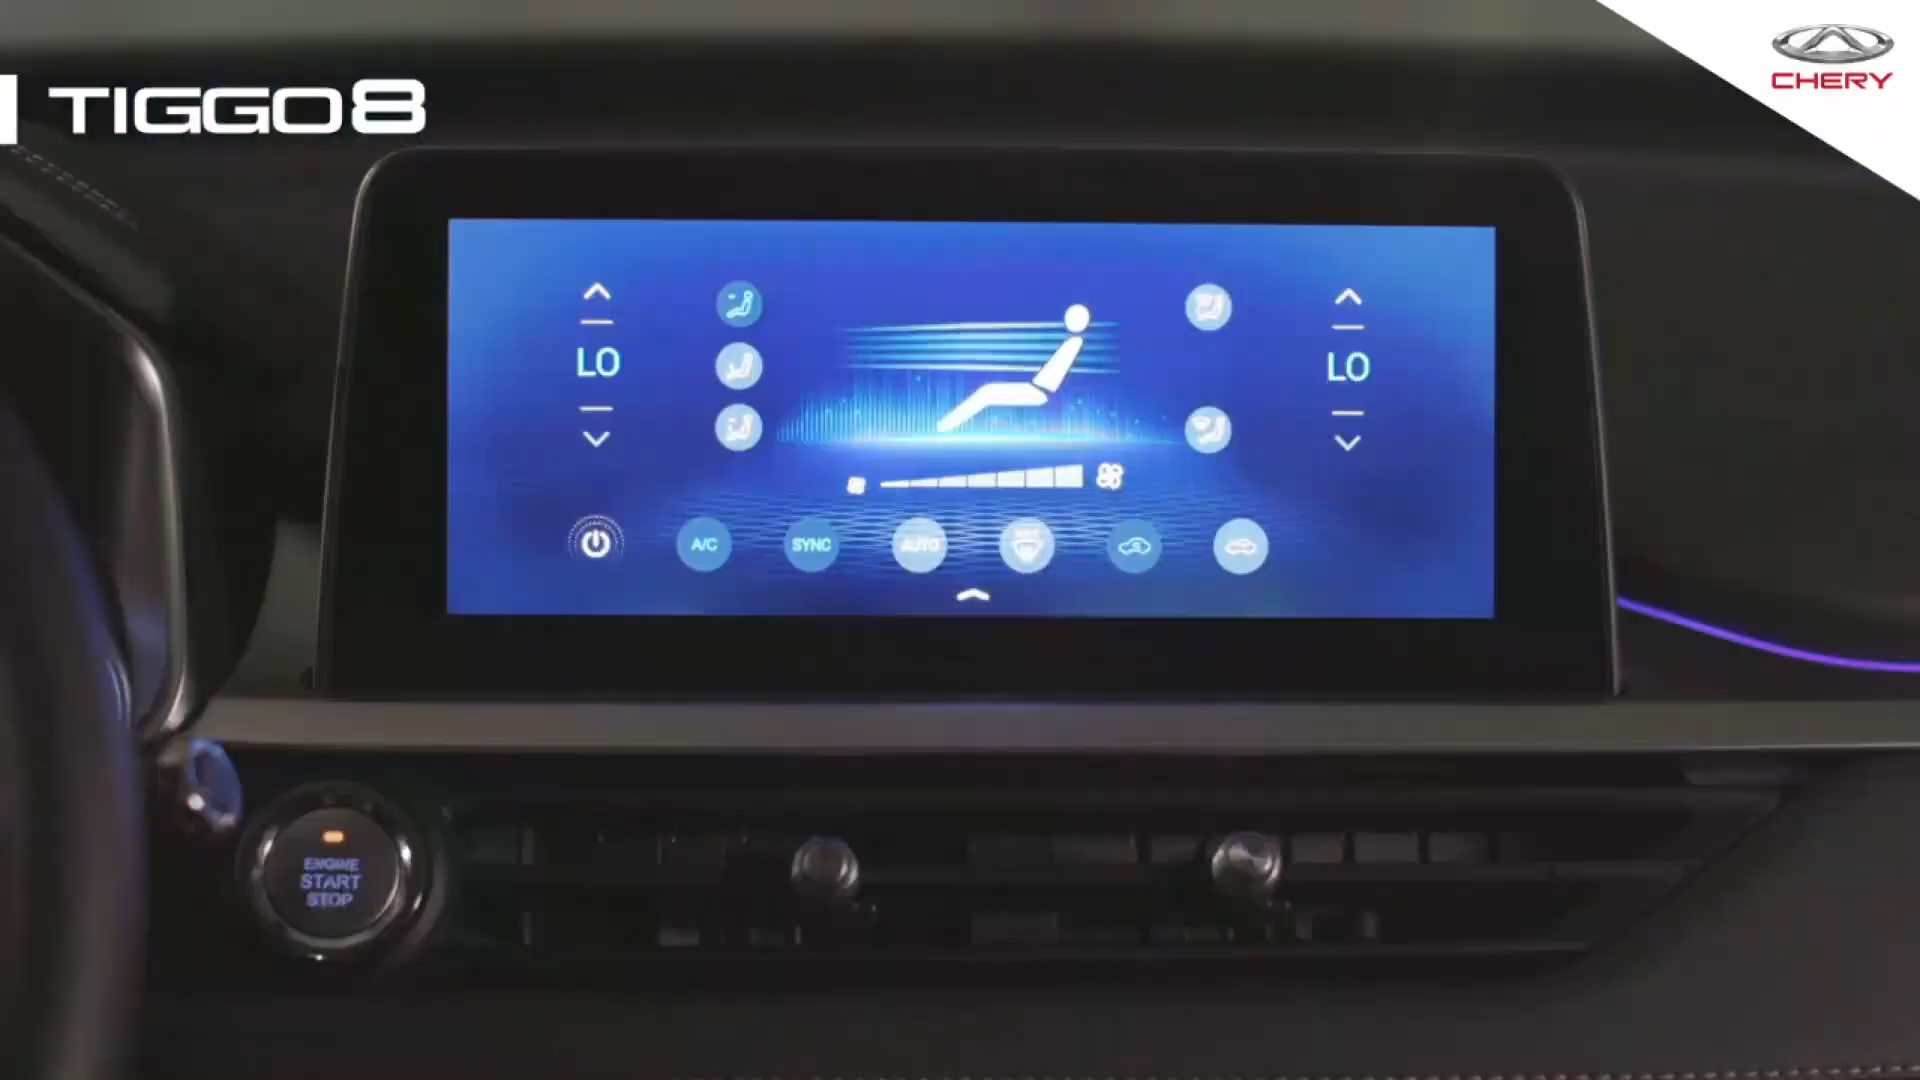 TIGGO8
CHERY
LO
LO
A/C
SYNC
AUTO
ENGINE
START
STOP